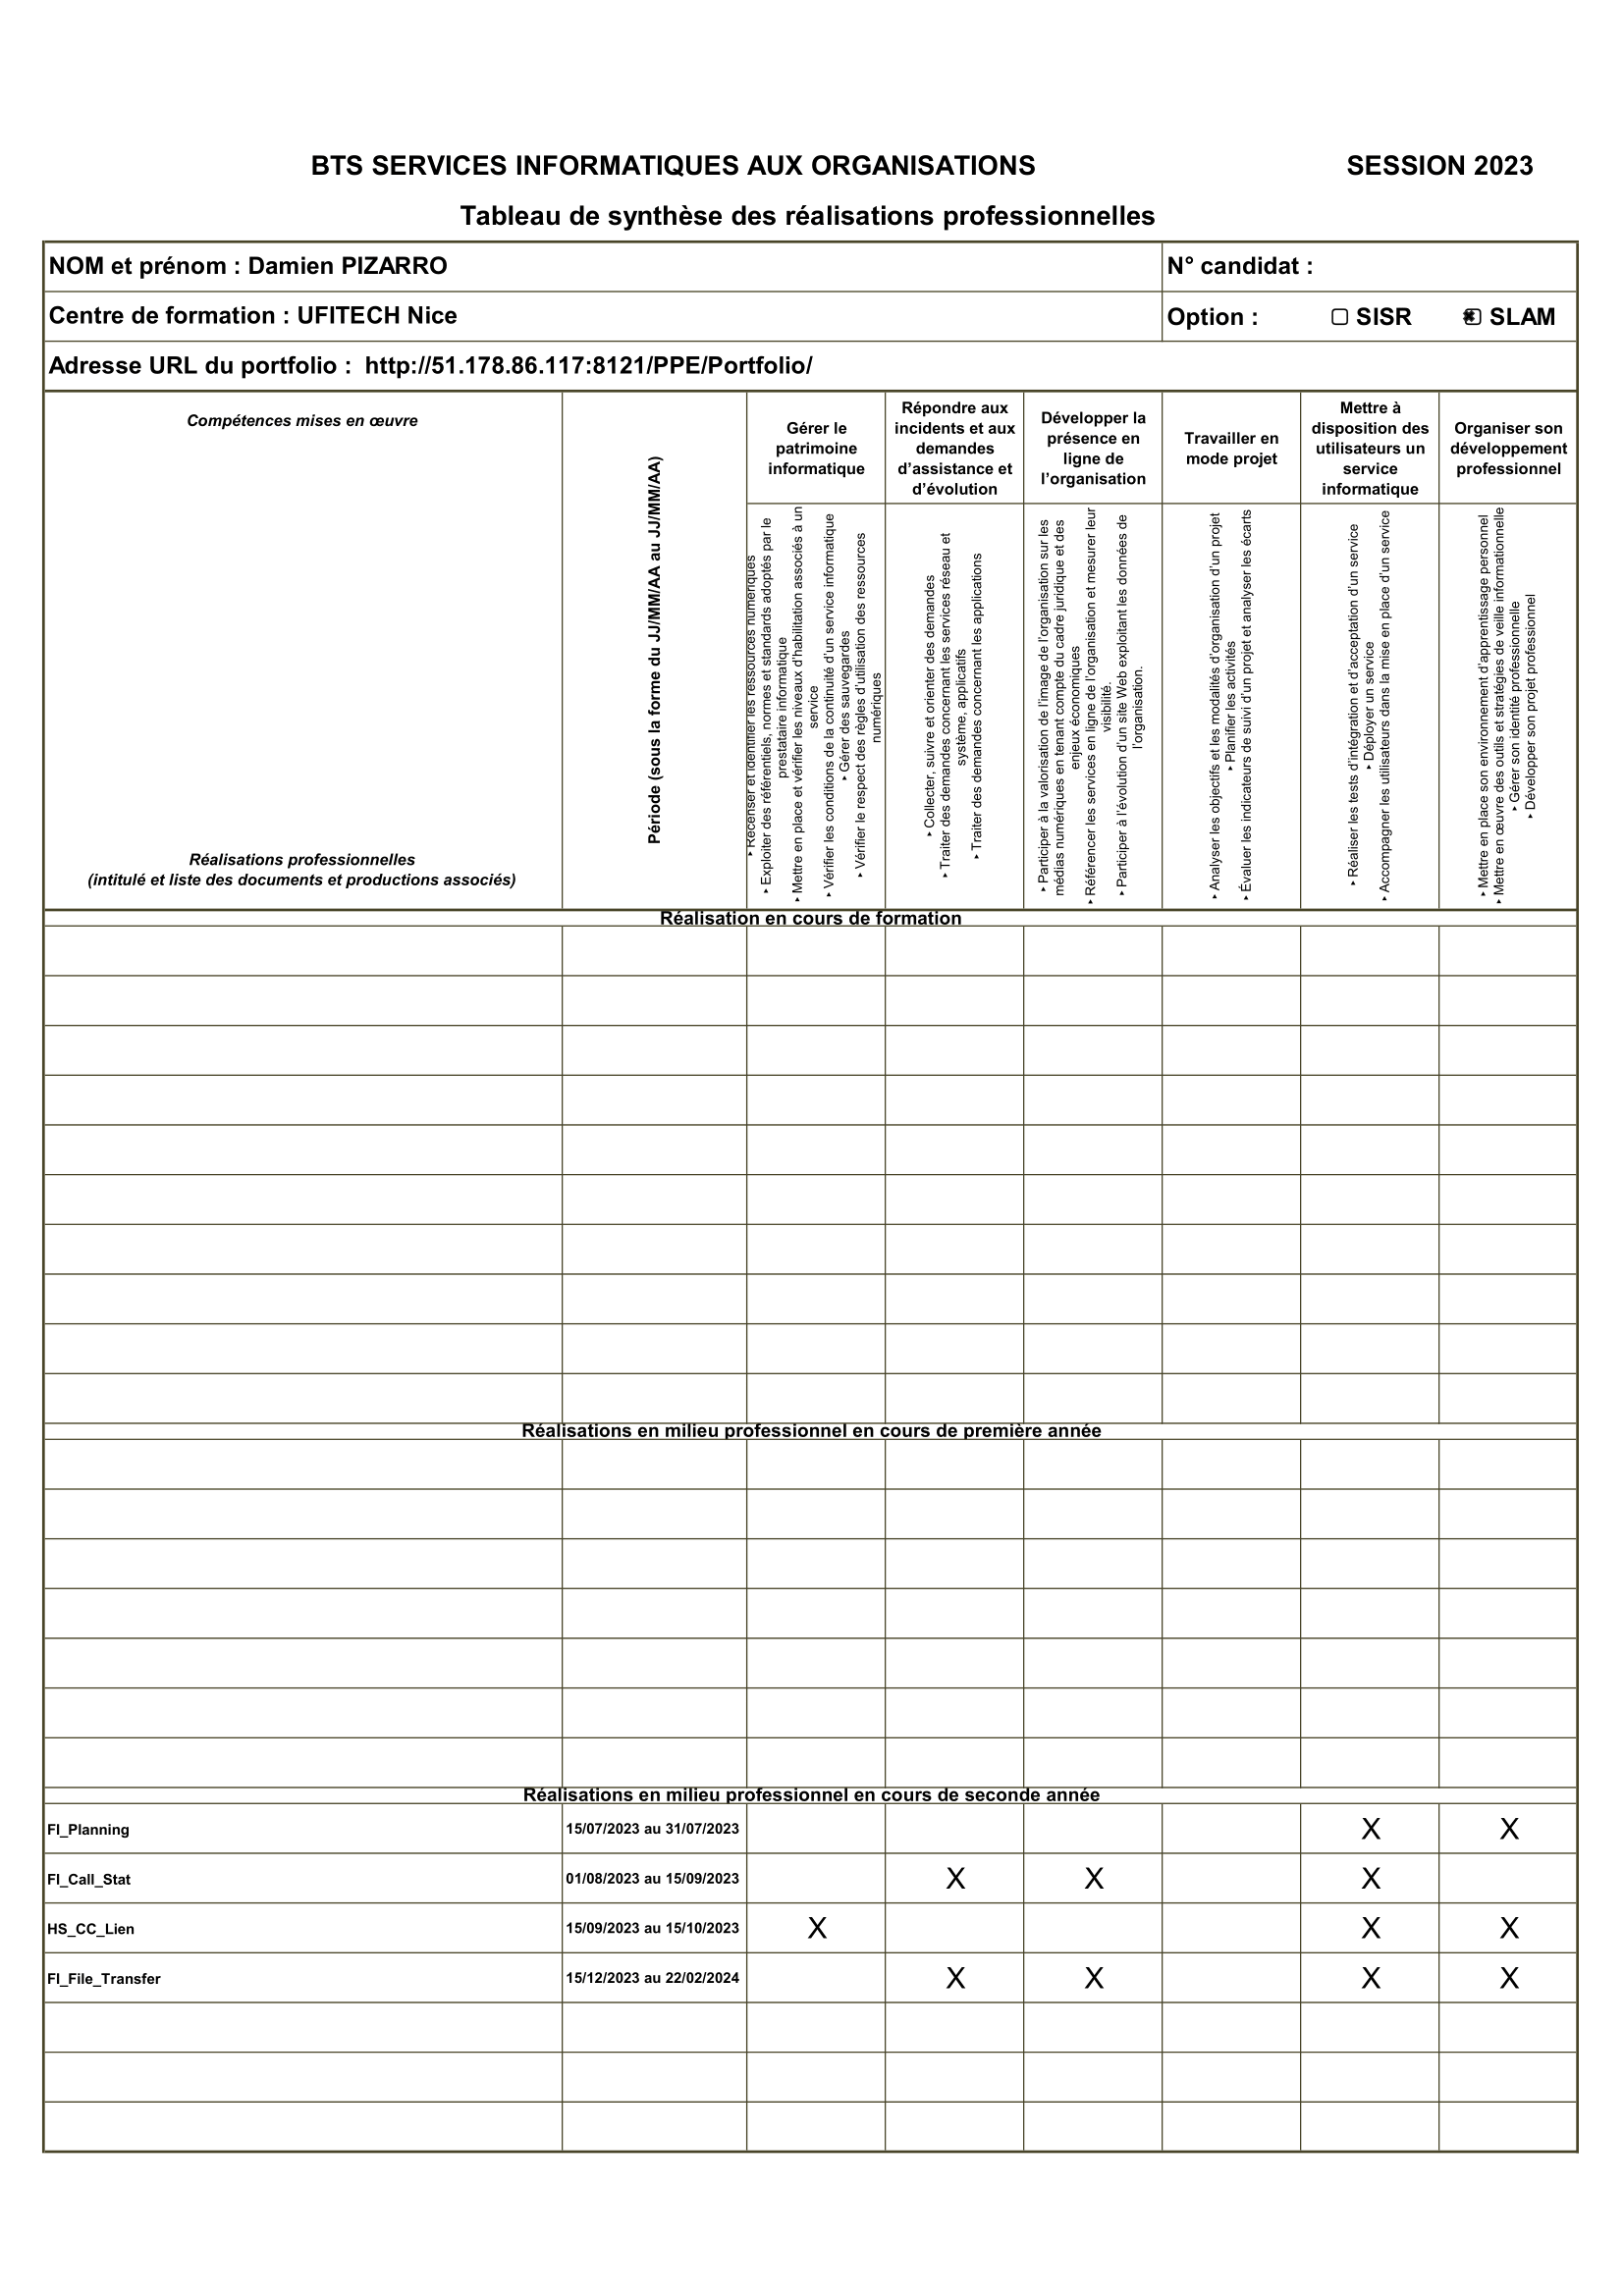 BTS SERVICES INFORMATIQUES AUX ORGANISATIONS SESSION 2023
Tableau de synthèse des réalisations professionnelles
NOM et prénom : Damien PIZARRO N° candidat :
Centre de formation : UFITECH Nice Option : SISR SLAM
Adresse URL du portfolio : http://51.178.86.117:8121/PPE/Portfolio/
Compétences mises en œuvre
Réalisations professionnelles
(intitulé et liste des documents et productions associés)
Période (sous la forme du JJ/MM/AA au JJ/MM/AA)
Gérer le
patrimoine
informatique
Répondre aux
incidents et aux
demandes
d'assistance et
d'évolution
Développer la
présence en
ligne de
l'organisation
Travailler en
mode projet
Mettre à
disposition des
utilisateurs un
service
informatique
Organiser son
développement
professionnel
‣ Recenser et identifier les ressources numériques
‣ Exploiter des référentiels, normes et standards adoptés par le
prestataire informatique
‣ Mettre en place et vérifier les niveaux d'habilitation associés à un
service
‣ Vérifier les conditions de la continuité d'un service informatique
‣ Gérer des sauvegardes
‣ Vérifier le respect des règles d'utilisation des ressources
numériques
‣ Collecter, suivre et orienter des demandes
‣ Traiter des demandes concernant les services réseau et
système, applicatifs
‣ Traiter des demandes concernant les applications
‣ Participer à la valorisation de l'image de l'organisation sur les
médias numériques en tenant compte du cadre juridique et des
enjeux économiques
‣ Référencer les services en ligne de l'organisation et mesurer leur
visibilité.
‣ Participer à l'évolution d'un site Web exploitant les données de
l'organisation.
‣ Analyser les objectifs et les modalités d'organisation d'un projet
‣ Planifier les activités
‣ Évaluer les indicateurs de suivi d'un projet et analyser les écarts
‣ Réaliser les tests d'intégration et d'acceptation d'un service
‣ Déployer un service
‣ Accompagner les utilisateurs dans la mise en place d'un service
‣ Mettre en place son environnement d'apprentissage personnel
‣ Mettre en œuvre des outils et stratégies de veille informationnelle
‣ Gérer son identité professionnelle
‣ Développer son projet professionnel
Réalisation en cours de formation
Réalisations en milieu professionnel en cours de première année
Réalisations en milieu professionnel en cours de seconde année
FI_Planning 15/07/2023 au 31/07/2023 X X
FI_Call_Stat 01/08/2023 au 15/09/2023 X X X
HS_CC_Lien 15/09/2023 au 15/10/2023 X X X
FI_File_Transfer 15/12/2023 au 22/02/2024 X X X X